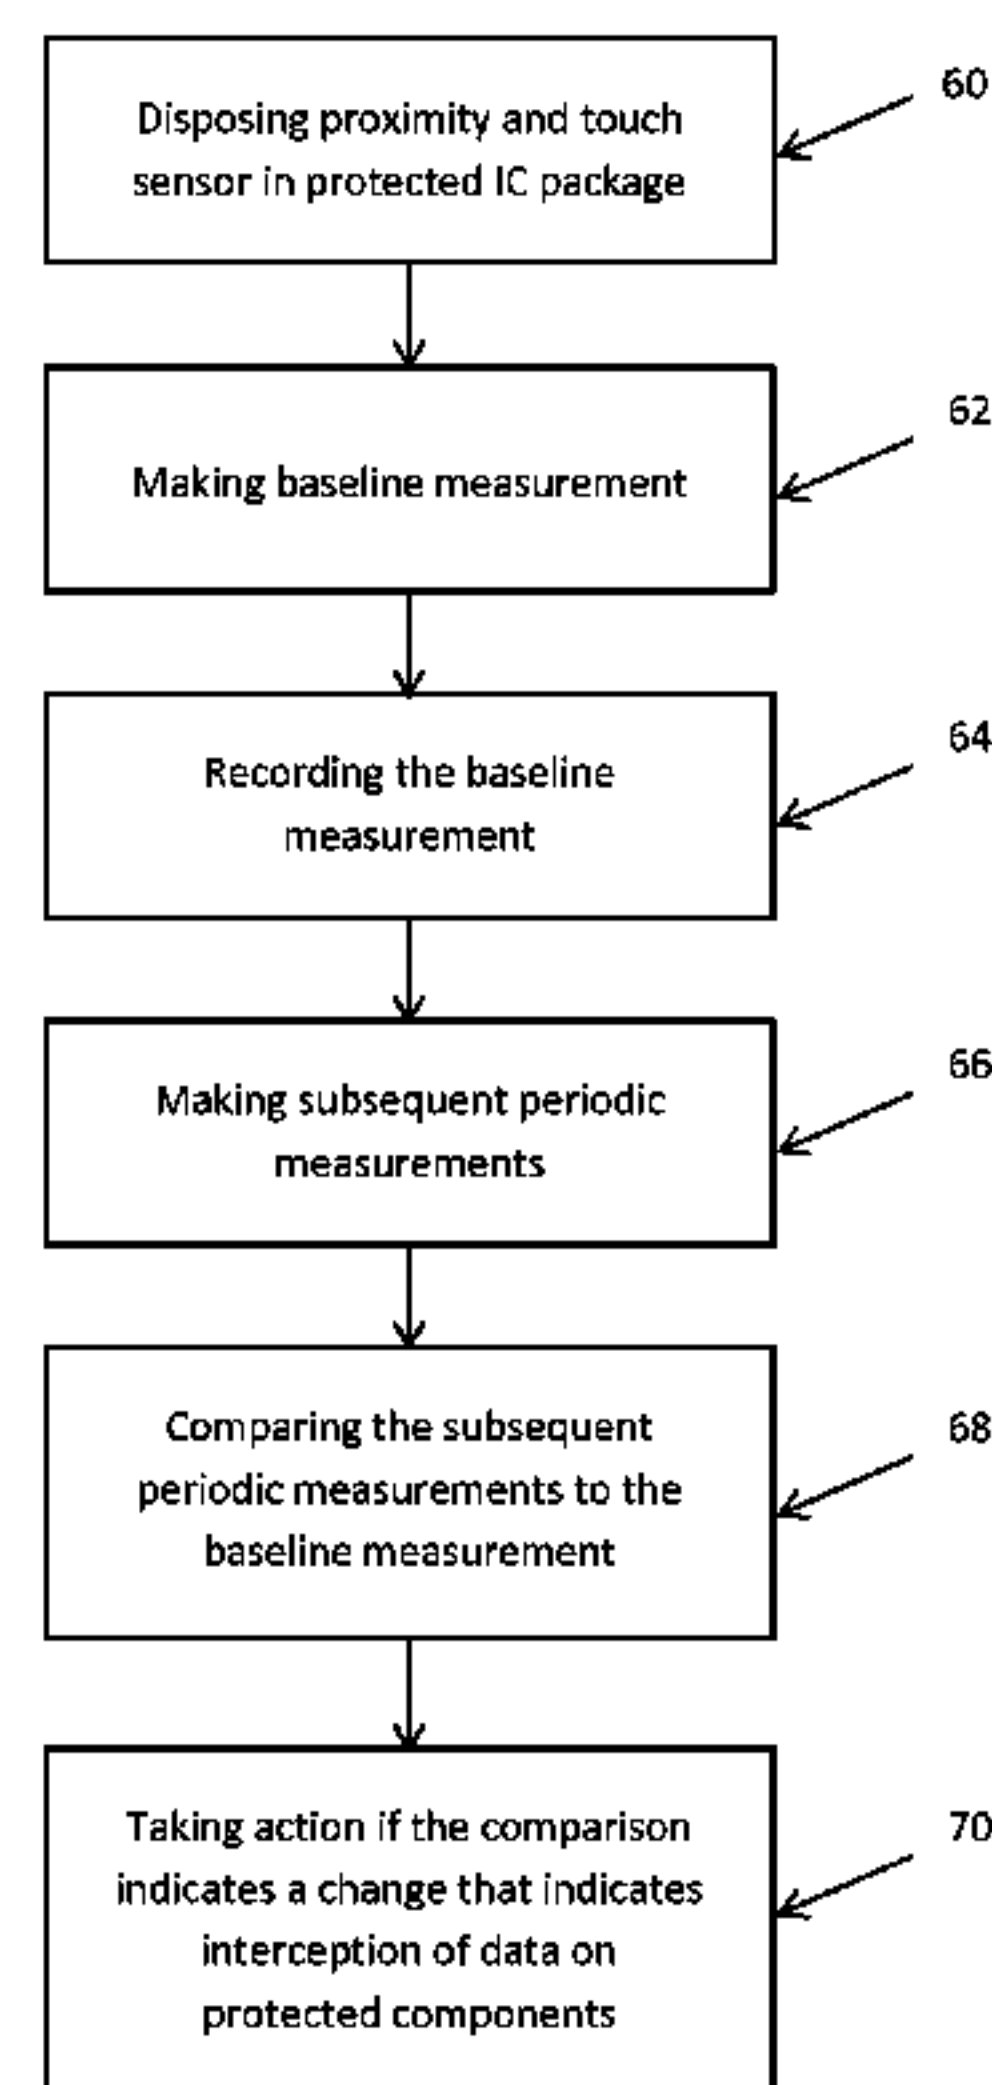 Disposing proximity and touch
sensor in protected IC package
60
Making baseline measurement
62
Recording the baseline
measurement
64
Making subsequent periodic
measurements
66
Comparing the subsequent
periodic measurements to the
baseline measurement
68
Taking action if the comparison
indicates a change that indicates
interception of data on
protected components
70